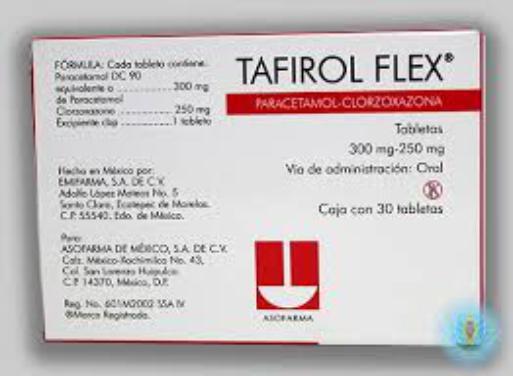 FÓRMULA: Cada tableta contiene:
Paracetamol DC 90
equivalente a ............... 300 mg
de Paracetamol
Clorzoxazona ............... 250 mg
Excipiente cbp ............. 1 tableta
Hecho en México por:
EMIFARMA, S.A. DE C.V.
Adolfo López Mateos No. 5
Santa Clara, Ecatepec de Morelos.
C.P. 55540. Edo. de México.
Para:
ASOFARMA DE MÉXICO, S.A. DE C.V.
Calz. México-Xochimilco No. 43,
Col. San Lorenzo Huipulco.
C.P. 14370, México, D.F.
Reg. No. 601M2002 SSA IV
®Marca Registrada.
TAFIROL FLEX®
PARACETAMOL-CLORZOXAZONA
Tabletas
300 mg-250 mg
Vía de administración: Oral
Caja con 30 tabletas
ASOFARMA